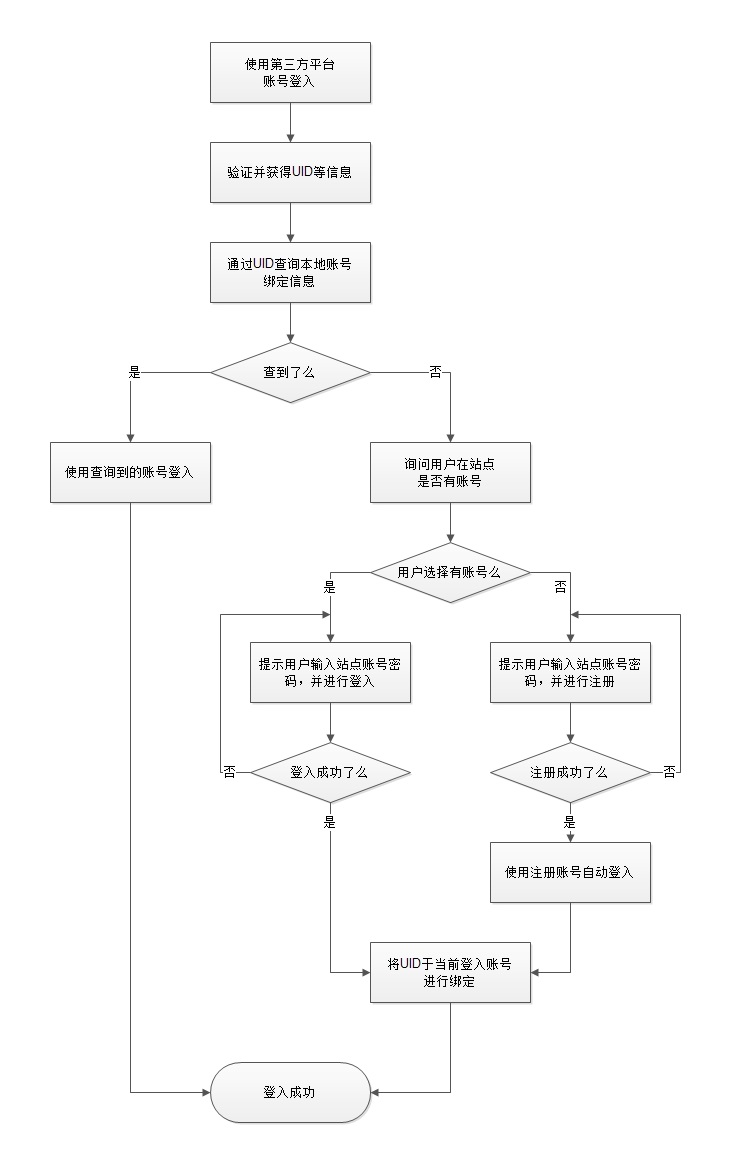 使用第三方平台
账号登入
验证并获得UID等信息
通过UID查询本地账号
绑定信息
查到了么
是
否
使用查询到的账号登入
询问用户在站点
是否有账号
用户选择有账号么
是
否
提示用户输入站点账号密
码，并进行登入
提示用户输入站点账号密
码，并进行注册
登入成功了么
否
注册成功了么
否
是
是
使用注册账号自动登入
将UID于当前登入账号
进行绑定
登入成功